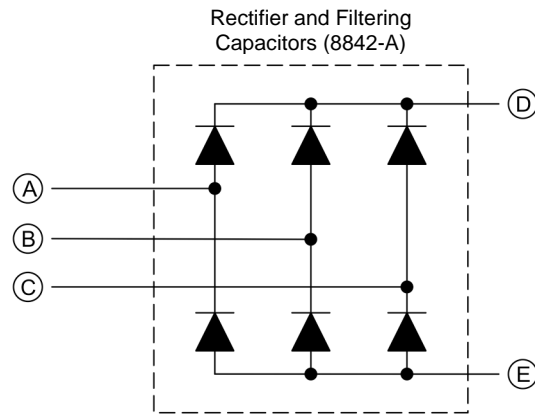 Rectifier and Filtering
Capacitors (8842-A)
D
A
B
C
E